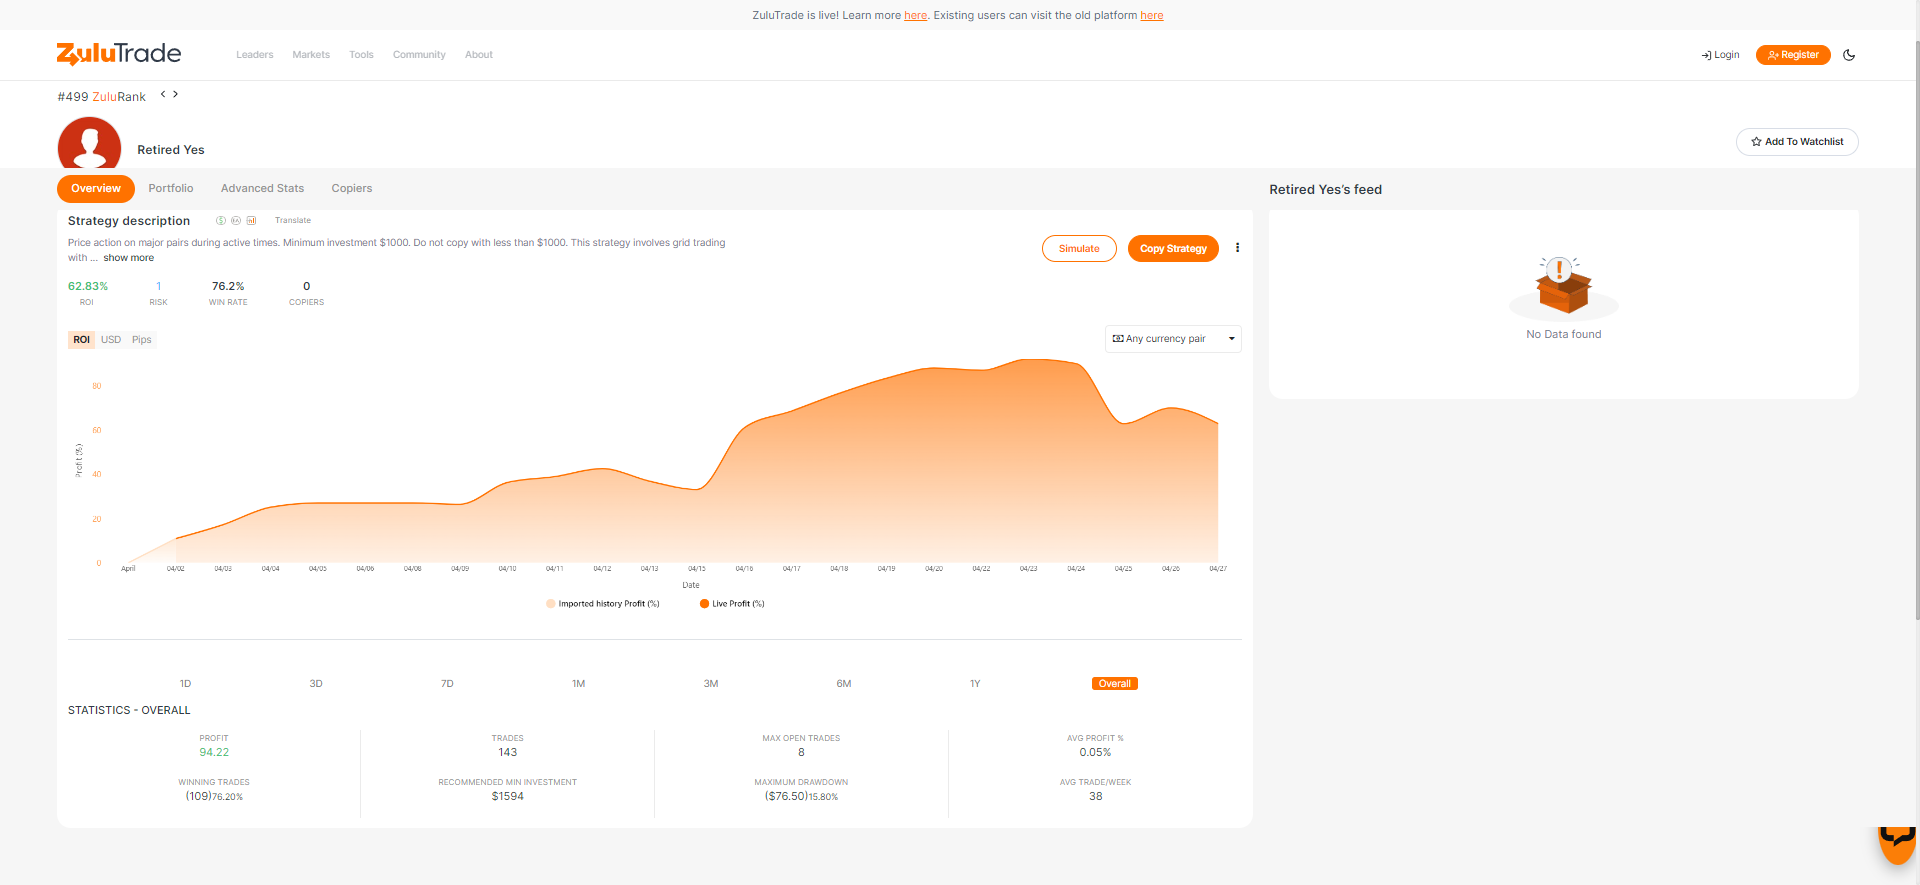 ZuluTrade is live! Learn more here. Existing users can visit the old platform here
ZuluTrade
Leaders Markets Tools Community About
Login Register
#499 ZuluRank
Retired Yes
Add To Watchlist
Overview Portfolio Advanced Stats Copiers
Retired Yes's feed
Strategy description Translate
Price action on major pairs during active times. Minimum investment $1000. Do not copy with less than $1000. This strategy involves grid trading
with ... show more
Simulate Copy Strategy
62.83% 1 76.2% 0
ROI RISK WIN RATE COPIERS
No Data found
ROI USD Pips
Any currency pair
80
60
40
20
0
Profit (%)
April 04/02 04/03 04/04 04/05 04/06 04/08 04/09 04/10 04/11 04/12 04/13 04/15 04/16 04/17 04/18 04/19 04/20 04/22 04/23 04/24 04/25 04/26 04/27
Date
Imported history Profit (%) Live Profit (%)
1D 3D 7D 1M 3M 6M 1Y Overall
STATISTICS - OVERALL
PROFIT TRADES MAX OPEN TRADES AVG PROFIT %
94.22 143 8 0.05%
WINNING TRADES RECOMMENDED MIN INVESTMENT MAXIMUM DRAWDOWN AVG TRADE/WEEK
(109)76.20% $1594 ($76.50)15.80% 38